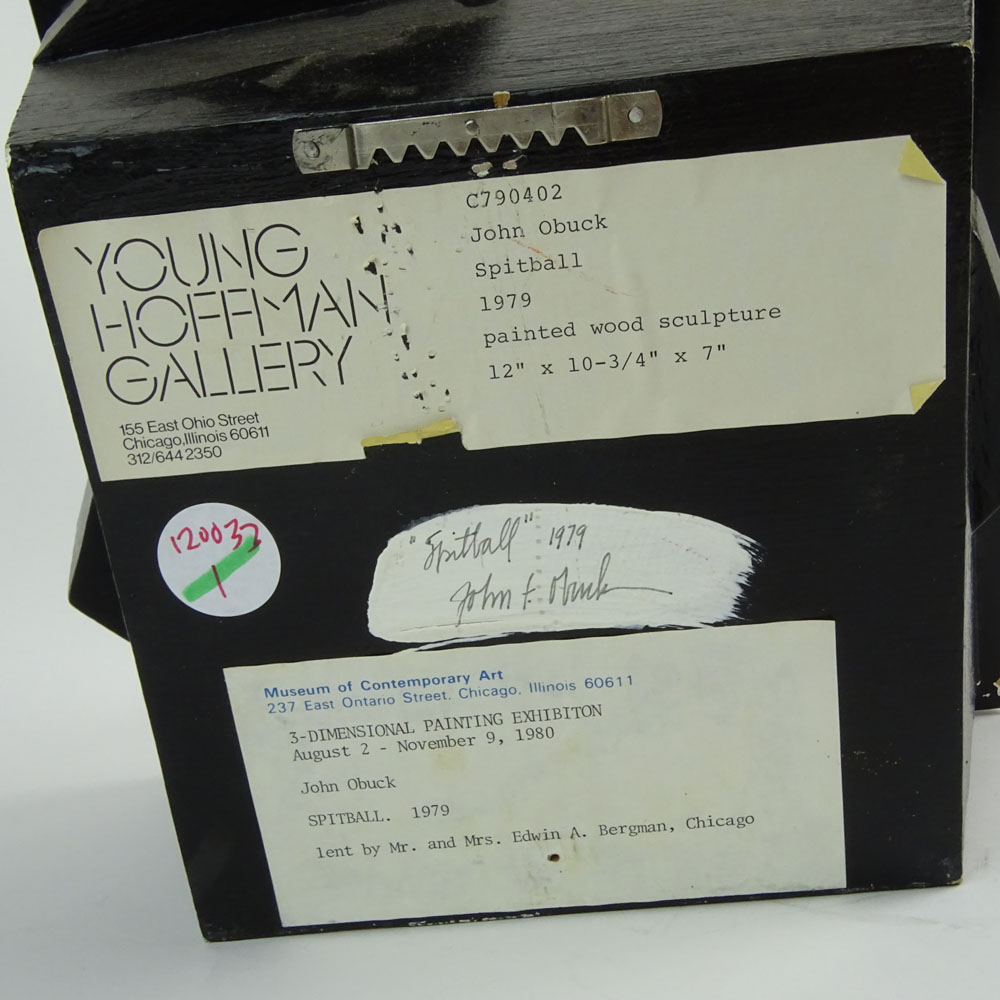 YOUNG
HOFFMAN
GALLERY
155 East Ohio Street
Chicago, Illinois 60611
312/644 2350
C790402
John Obuck
Spitball
1979
painted wood sculpture
12" x 10-3/4" x 7"
120033
1
"Spitball" 1979
John F. Obuck
Museum of Contemporary Art
237 East Ontario Street, Chicago, Illinois 60611
3-DIMENSIONAL PAINTING EXHIBITON
August 2 - November 9, 1980
John Obuck
SPITBALL. 1979
lent by Mr. and Mrs. Edwin A. Bergman, Chicago